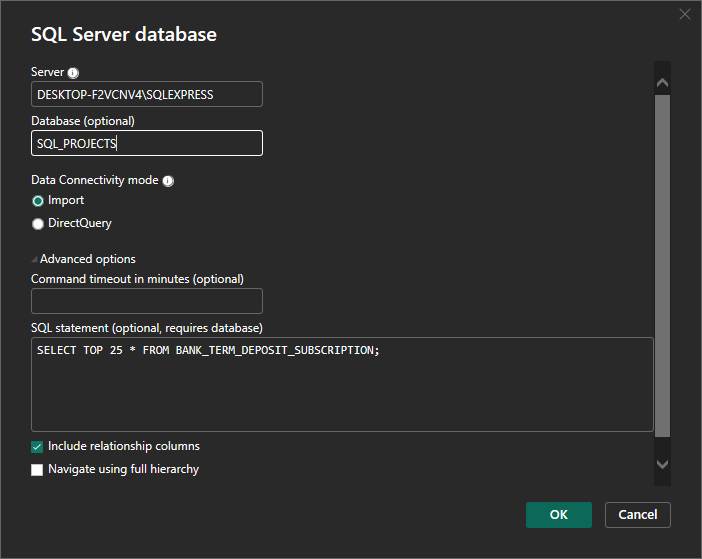 SQL Server database
Server
DESKTOP-F2VCNV4\SQLEXPRESS
Database (optional)
SQL_PROJECTS
Data Connectivity mode
Import
DirectQuery
Advanced options
Command timeout in minutes (optional)
SQL statement (optional, requires database)
SELECT TOP 25 * FROM BANK_TERM_DEPOSIT_SUBSCRIPTION;
Include relationship columns
Navigate using full hierarchy
OK Cancel